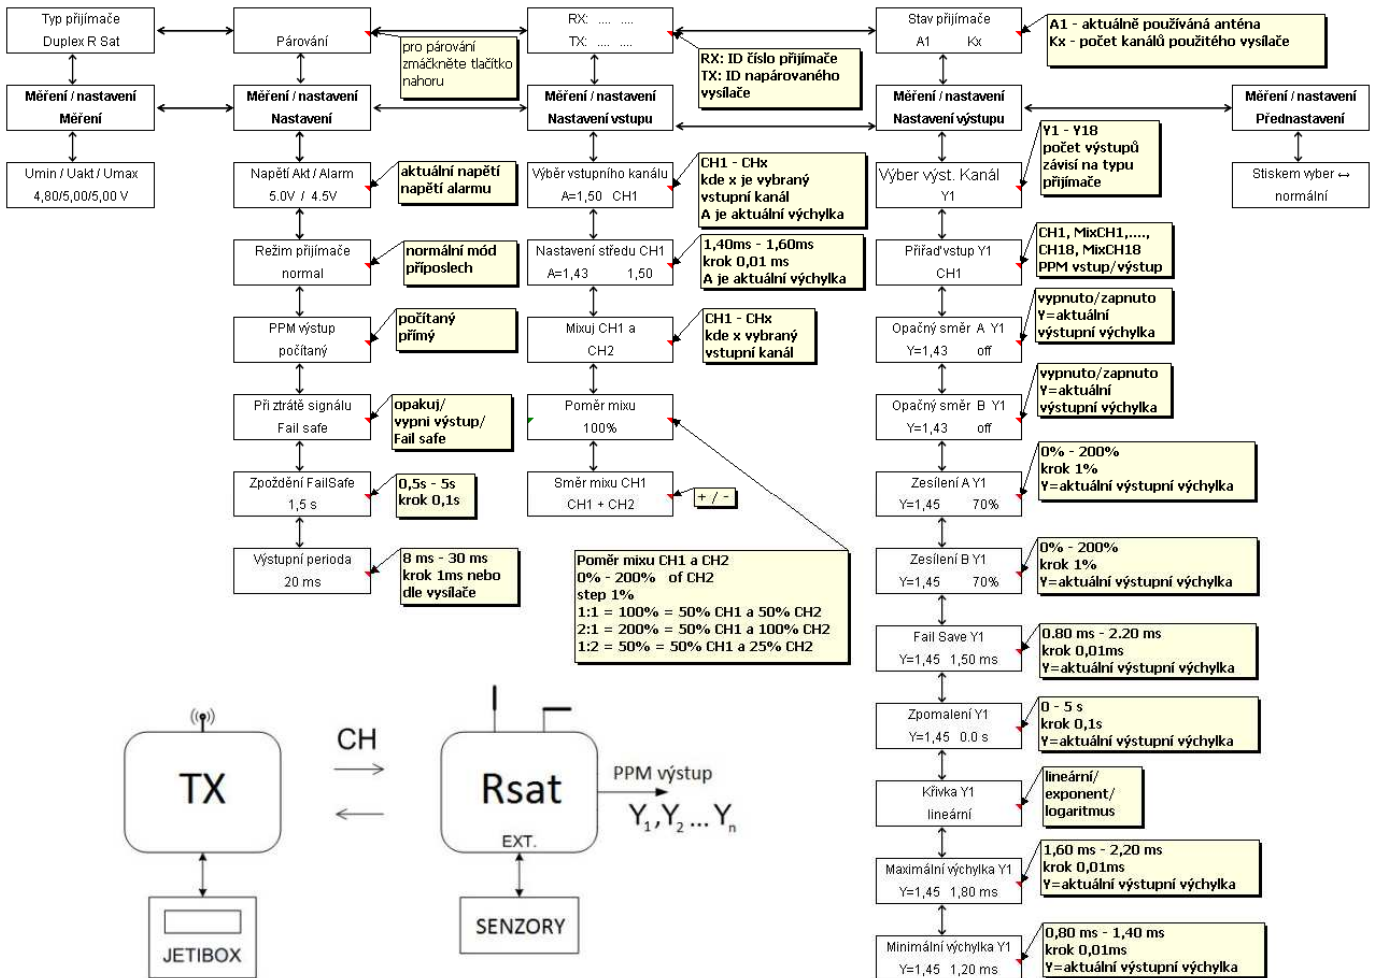 Typ přijímače
Duplex R Sat
Párování
pro párování
zmáčkněte tlačítko
nahoru
RX: .... ....
TX: .... ....
RX: ID číslo přijímače
TX: ID napárovaného
vysílače
Stav přijímače
A1 Kx
A1 - aktuálně používáná anténa
Kx - počet kanálů použitého vysílače
Měření / nastavení
Měření
Měření / nastavení
Nastavení
Měření / nastavení
Nastavení vstupu
Měření / nastavení
Nastavení výstupu
Měření / nastavení
Přednastavení
Umin / Uakt / Umax
4,80/5,00/5,00 V
Napětí Akt / Alarm
5.0V / 4.5V
aktuální napětí
napětí alarmu
Režim přijímače
normal
normální mód
příposlech
PPM výstup
počítaný
počítaný
přímý
Při ztrátě signálu
Fail safe
opakuj/
vypni výstup/
Fail safe
Zpoždění FailSafe
1,5 s
0,5s - 5s
krok 0,1s
Výstupní perioda
20 ms
8 ms - 30 ms
krok 1ms nebo
dle vysílače
Výběr vstupního kanálu
A=1,50 CH1
CH1 - CHx
kde x je vybraný
vstupní kanál
A je aktuální výchylka
Nastavení středu CH1
A=1,43 1,50
1,40ms - 1,60ms
krok 0,01 ms
A je aktuální výchylka
Mixuj CH1 a
CH2
CH1 - CHx
kde x vybraný
vstupní kanál
Poměr mixu
100%
Směr mixu CH1
CH1 + CH2
+ / -
Poměr mixu CH1 a CH2
0% - 200% of CH2
step 1%
1:1 = 100% = 50% CH1 a 50% CH2
2:1 = 200% = 50% CH1 a 100% CH2
1:2 = 50% = 50% CH1 a 25% CH2
Výber výst. Kanál
Y1
Y1 - Y18
počet výstupů
závisí na typu
přijímače
Přiřaď vstup Y1
CH1
CH1, MixCH1,....,
CH18, MixCH18
PPM vstup/výstup
Opačný směr A Y1
Y=1,43 off
vypnuto/zapnuto
Y=aktuální
výstupní výchylka
Opačný směr B Y1
Y=1,43 off
vypnuto/zapnuto
Y=aktuální
výstupní výchylka
Zesílení A Y1
Y=1,45 70%
0% - 200%
krok 1%
Y=aktuální výstupní výchylka
Zesílení B Y1
Y=1,45 70%
0% - 200%
krok 1%
Y=aktuální výstupní výchylka
Fail Save Y1
Y=1,45 1,50 ms
0.80 ms - 2.20 ms
krok 0,01ms
Y=aktuální výstupní výchylka
Zpomalení Y1
Y=1,45 0.0 s
0 - 5 s
krok 0,1s
Y=aktuální výstupní výchylka
Křivka Y1
lineární
lineární/
exponent/
logaritmus
Maximální výchylka Y1
Y=1,45 1,80 ms
1,60 ms - 2,20 ms
krok 0,01ms
Y=aktuální výstupní výchylka
Minimální výchylka Y1
Y=1,45 1,20 ms
0,80 ms - 1,40 ms
krok 0,01ms
Y=aktuální výstupní výchylka
Stiskem vyber ↔
normální
TX
CH
Rsat
EXT.
PPM výstup
Y1,Y2 ... Yn
JETIBOX
SENZORY